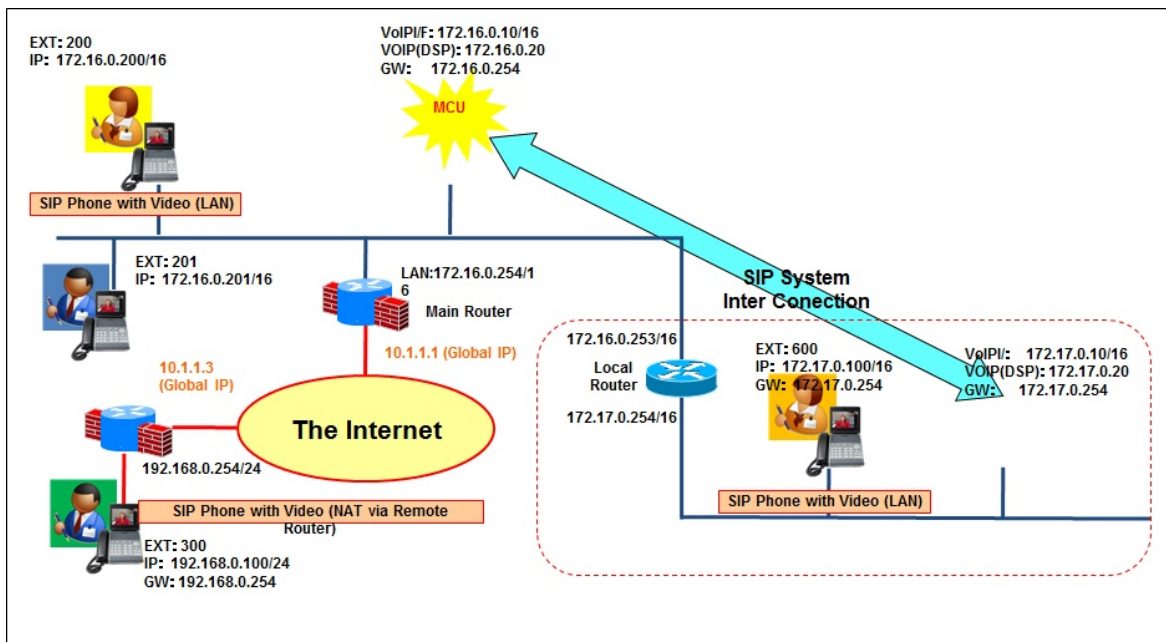 EXT: 200
IP: 172.16.0.200/16
VoIPI/F: 172.16.0.10/16
VOIP(DSP): 172.16.0.20
GW: 172.16.0.254
MCU
SIP Phone with Video (LAN)
EXT: 201
IP: 172.16.0.201/16
LAN:172.16.0.254/1
6
Main Router
SIP System
Inter Conection
10.1.1.3
(Global IP)
10.1.1.1 (Global IP)
172.16.0.253/16
Local
Router
172.17.0.254/16
EXT: 600
IP: 172.17.0.100/16
GW: 172.17.0.254
VoIPI/: 172.17.0.10/16
VOIP(DSP): 172.17.0.20
GW: 172.17.0.254
The Internet
192.168.0.254/24
SIP Phone with Video (LAN)
SIP Phone with Video (NAT via Remote
Router)
EXT: 300
IP: 192.168.0.100/24
GW: 192.168.0.254